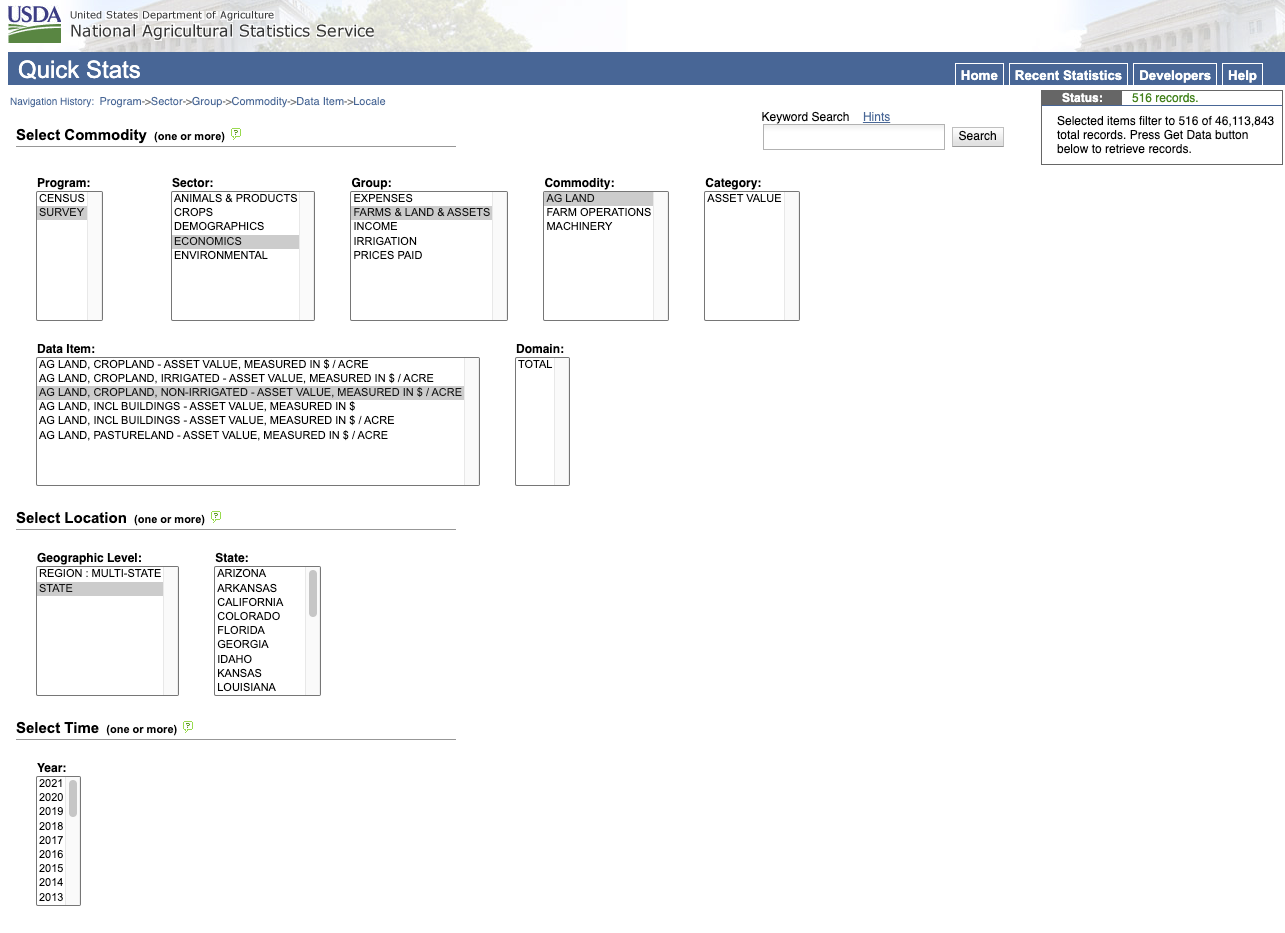 USDA
United States Department of Agriculture
National Agricultural Statistics Service
Quick Stats
Home Recent Statistics Developers Help
Navigation History: Program->Sector->Group->Commodity->Data Item->Locale
Status: 516 records.
Selected items filter to 516 of 46,113,843
total records. Press Get Data button
below to retrieve records.
Select Commodity (one or more) ?
Keyword Search Hints
Search
Program:
CENSUS
SURVEY
Sector:
ANIMALS & PRODUCTS
CROPS
DEMOGRAPHICS
ECONOMICS
ENVIRONMENTAL
Group:
EXPENSES
FARMS & LAND & ASSETS
INCOME
IRRIGATION
PRICES PAID
Commodity:
AG LAND
FARM OPERATIONS
MACHINERY
Category:
ASSET VALUE
Data Item:
AG LAND, CROPLAND - ASSET VALUE, MEASURED IN $ / ACRE
AG LAND, CROPLAND, IRRIGATED - ASSET VALUE, MEASURED IN $ / ACRE
AG LAND, CROPLAND, NON-IRRIGATED - ASSET VALUE, MEASURED IN $ / ACRE
AG LAND, INCL BUILDINGS - ASSET VALUE, MEASURED IN $
AG LAND, INCL BUILDINGS - ASSET VALUE, MEASURED IN $ / ACRE
AG LAND, PASTURELAND - ASSET VALUE, MEASURED IN $ / ACRE
Domain:
TOTAL
Select Location (one or more) ?
Geographic Level:
REGION : MULTI-STATE
STATE
State:
ARIZONA
ARKANSAS
CALIFORNIA
COLORADO
FLORIDA
GEORGIA
IDAHO
KANSAS
LOUISIANA
Select Time (one or more) ?
Year:
2021
2020
2019
2018
2017
2016
2015
2014
2013